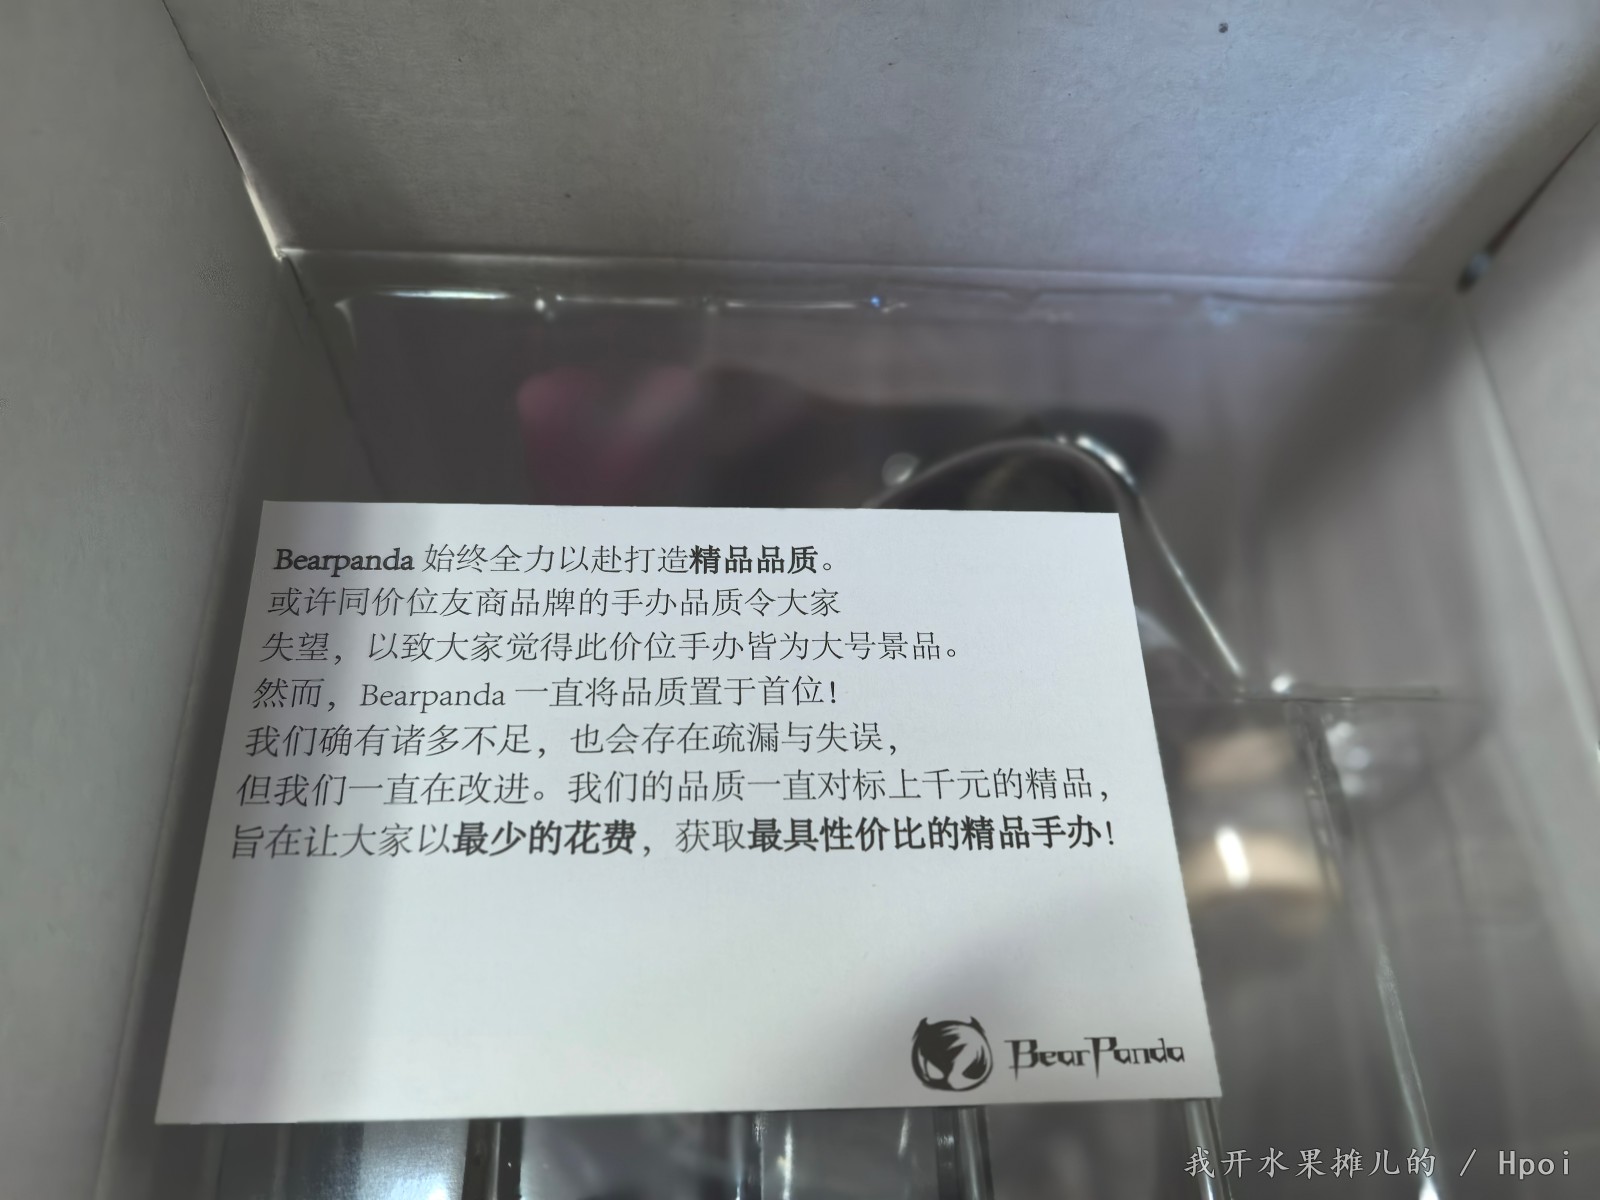 Bearpanda 始终全力以赴打造精品品质。
或许同价位友商品牌的手办品质令大家
失望，以致大家觉得此价位手办皆为大号景品。
然而，Bearpanda 一直将品质置于首位！
我们确有诸多不足，也会存在疏漏与失误，
但我们一直在改进。我们的品质一直对标上千元的精品，
旨在让大家以最少的花费，获取最具性价比的精品手办！
BearPanda
我开水果摊儿的 / Hpoi